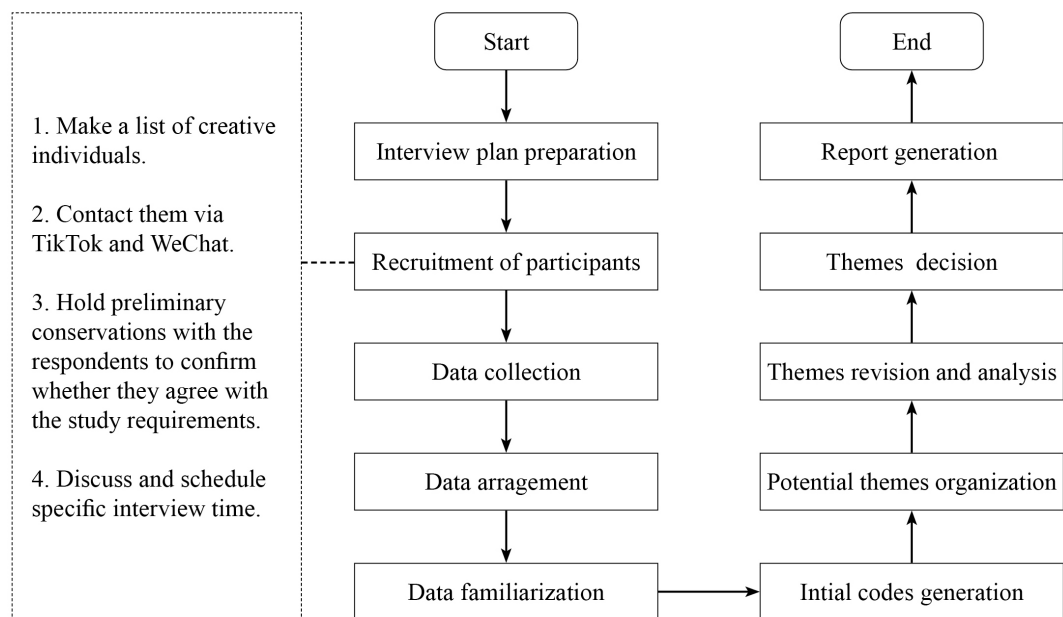 1. Make a list of creative
individuals.
2. Contact them via
TikTok and WeChat.
3. Hold preliminary
conservations with the
respondents to confirm
whether they agree with
the study requirements.
4. Discuss and schedule
specific interview time.
Start
Interview plan preparation
Recruitment of participants
Data collection
Data arragement
Data familiarization
Intial codes generation
Potential themes organization
Themes revision and analysis
Themes decision
Report generation
End